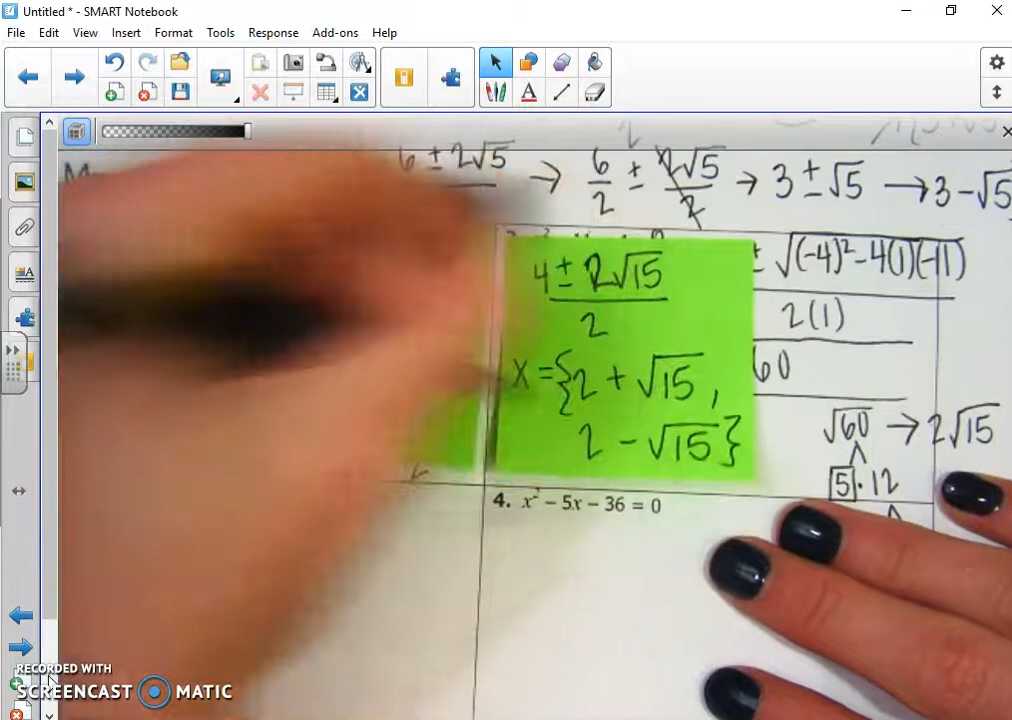 Untitled * - SMART Notebook
File Edit View Insert Format Tools Response Add-ons Help
6 ± 2√5 → 6/2 ± 2√5/2 → 3 ± √5 → 3 - √5
4 ± 2√15
2
x = {2 + √15,
2 - √15}
± √(-4)² - 4(1)(-11)
2(1)
60
√60 → 2√15
5 · 12
4. x² - 5x - 36 = 0
RECORDED WITH
SCREENCAST MATIC